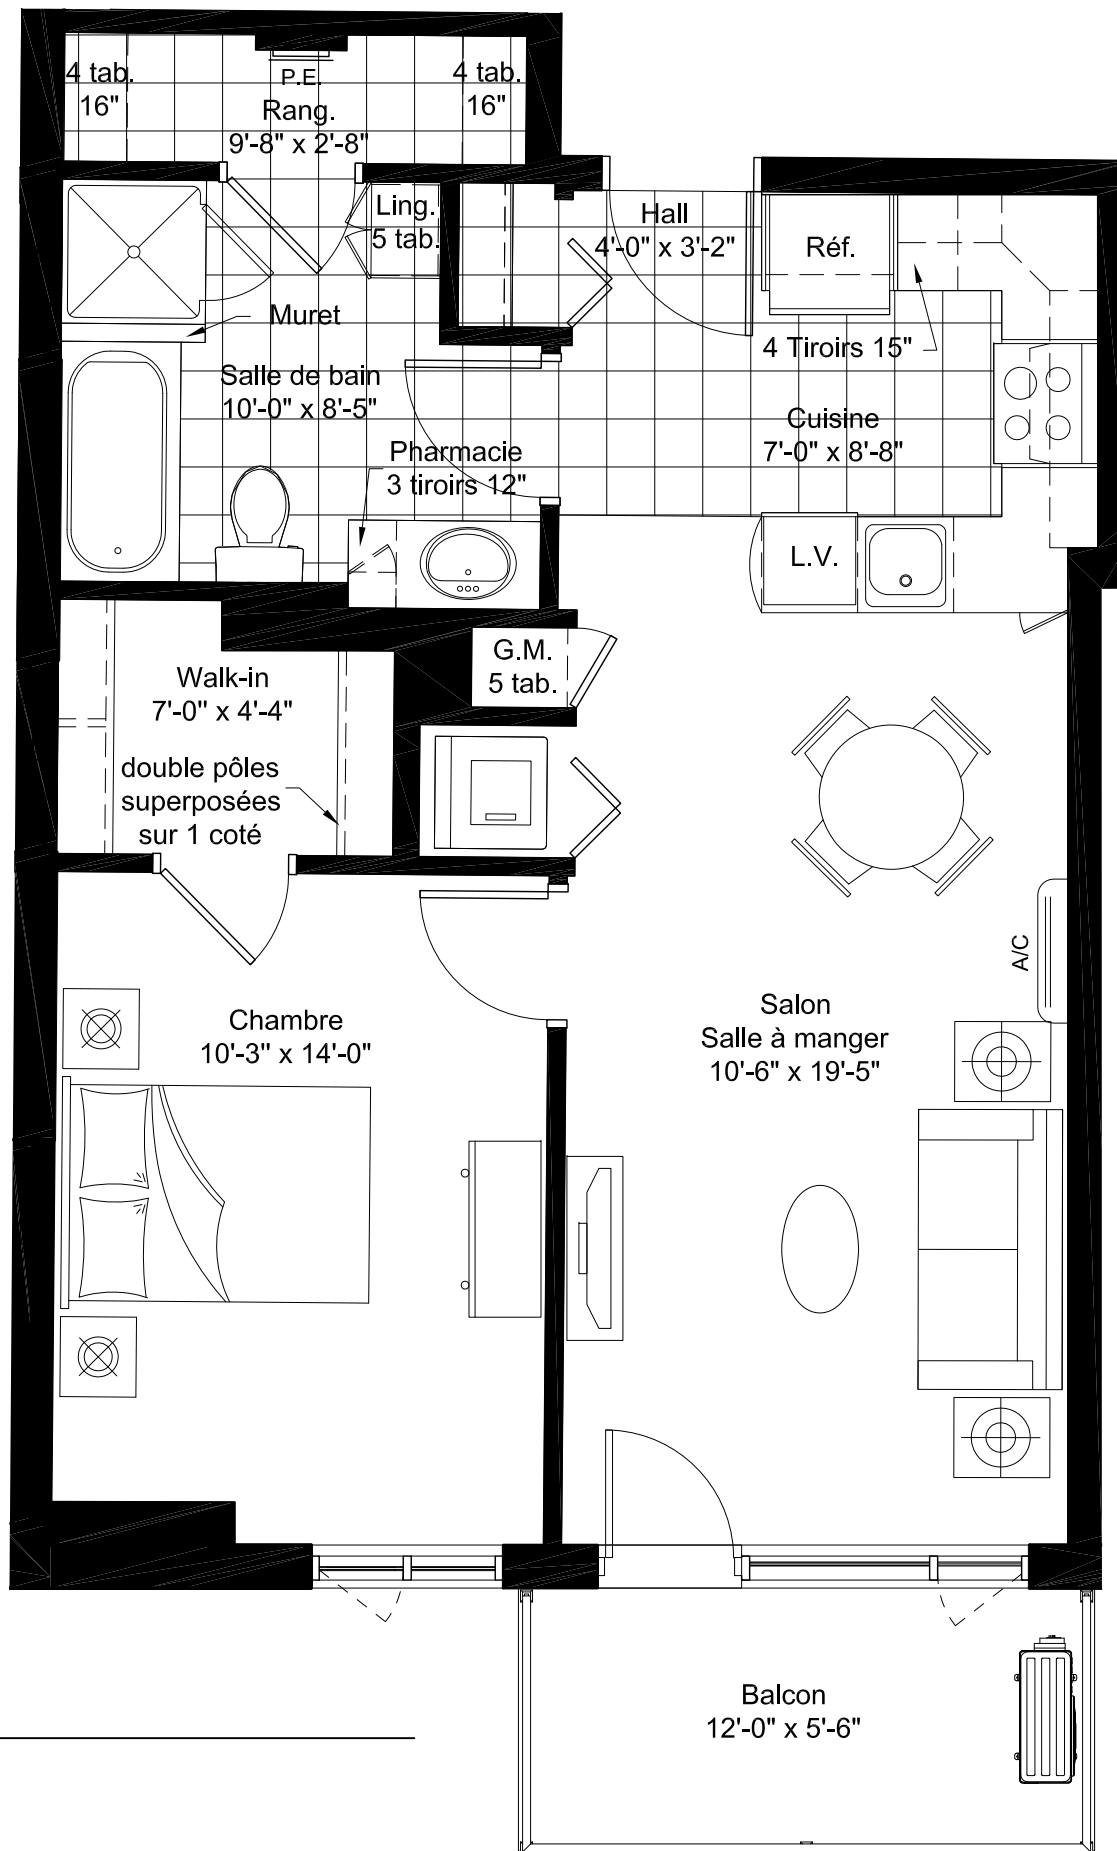 4 tab.
16"
P.E.
Rang.
9'-8" x 2'-8"
4 tab.
16"
Ling.
5 tab.
Hall
4'-0" x 3'-2"
Réf.
Muret
4 Tiroirs 15"
Salle de bain
10'-0" x 8'-5"
Cuisine
7'-0" x 8'-8"
Pharmacie
3 tiroirs 12"
L.V.
G.M.
5 tab.
Walk-in
7'-0" x 4'-4"
double pôles
superposées
sur 1 coté
A/C
Chambre
10'-3" x 14'-0"
Salon
Salle à manger
10'-6" x 19'-5"
Balcon
12'-0" x 5'-6"